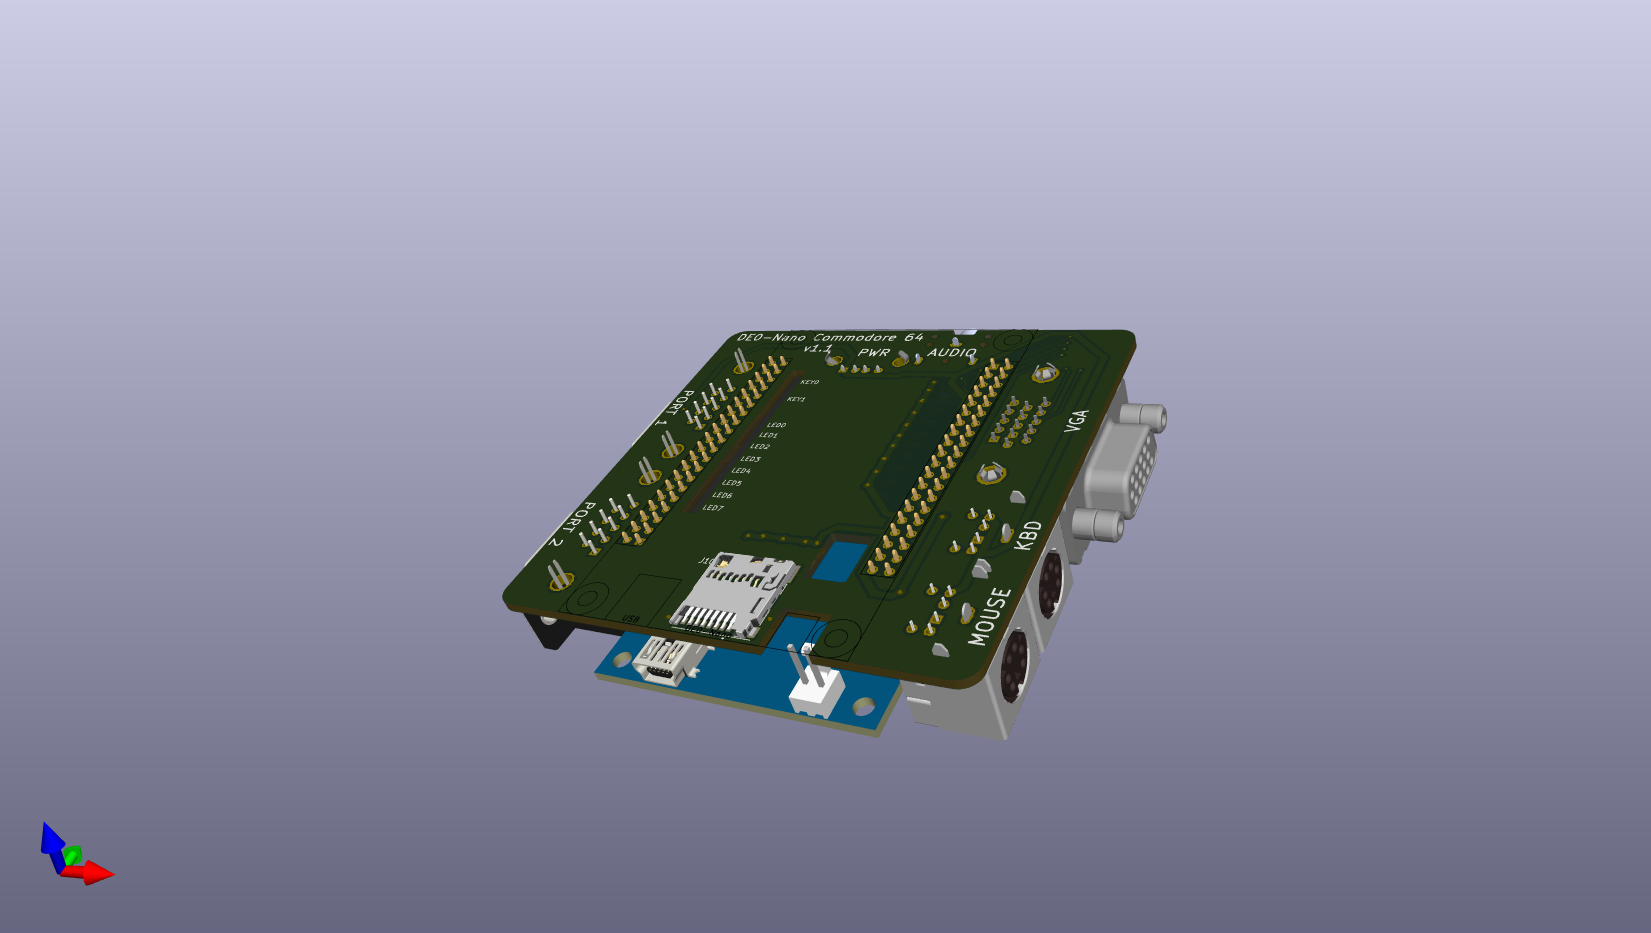 DE0-Nano Commodore 64
v1.1
PWR
AUDIO
KEY0
KEY1
PORT 1
VGA
LED0
LED1
LED2
LED3
LED4
LED5
LED6
LED7
PORT 2
KBD
MOUSE
USB